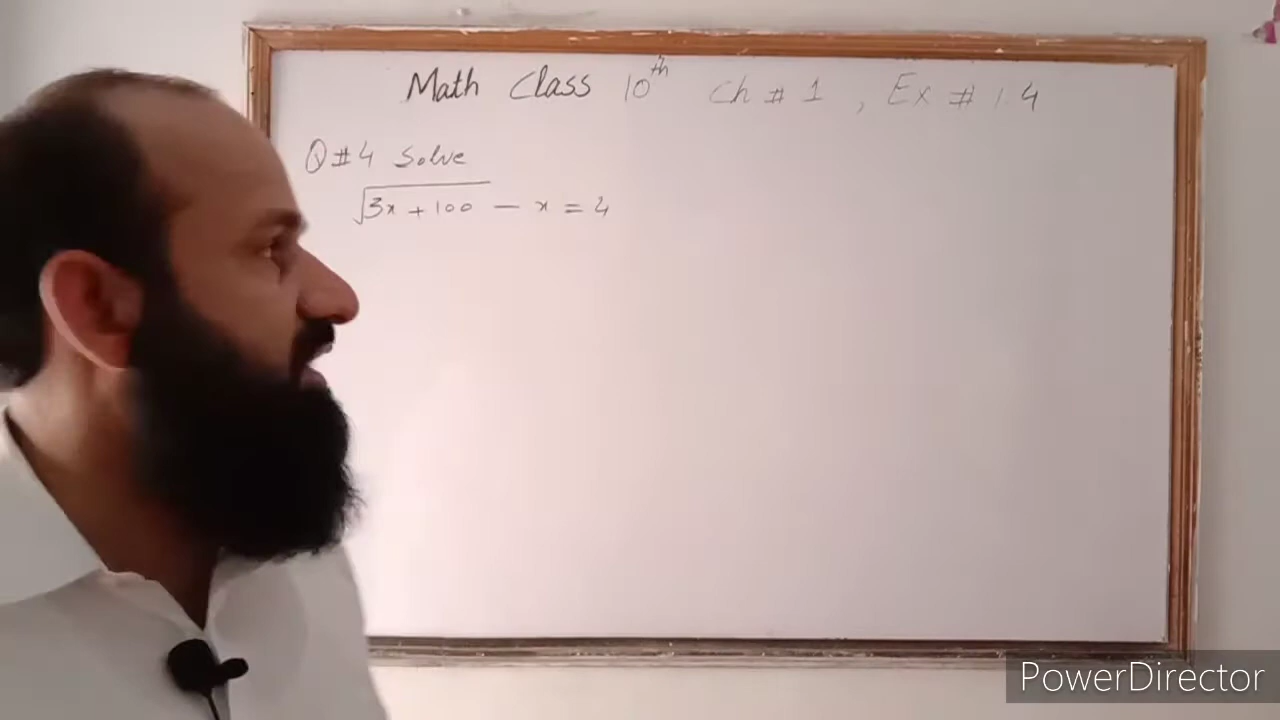 Math Class 10th Ch # 1 , Ex # 1.4
Q#4 Solve
√3x + 100 − x = 4
PowerDirector